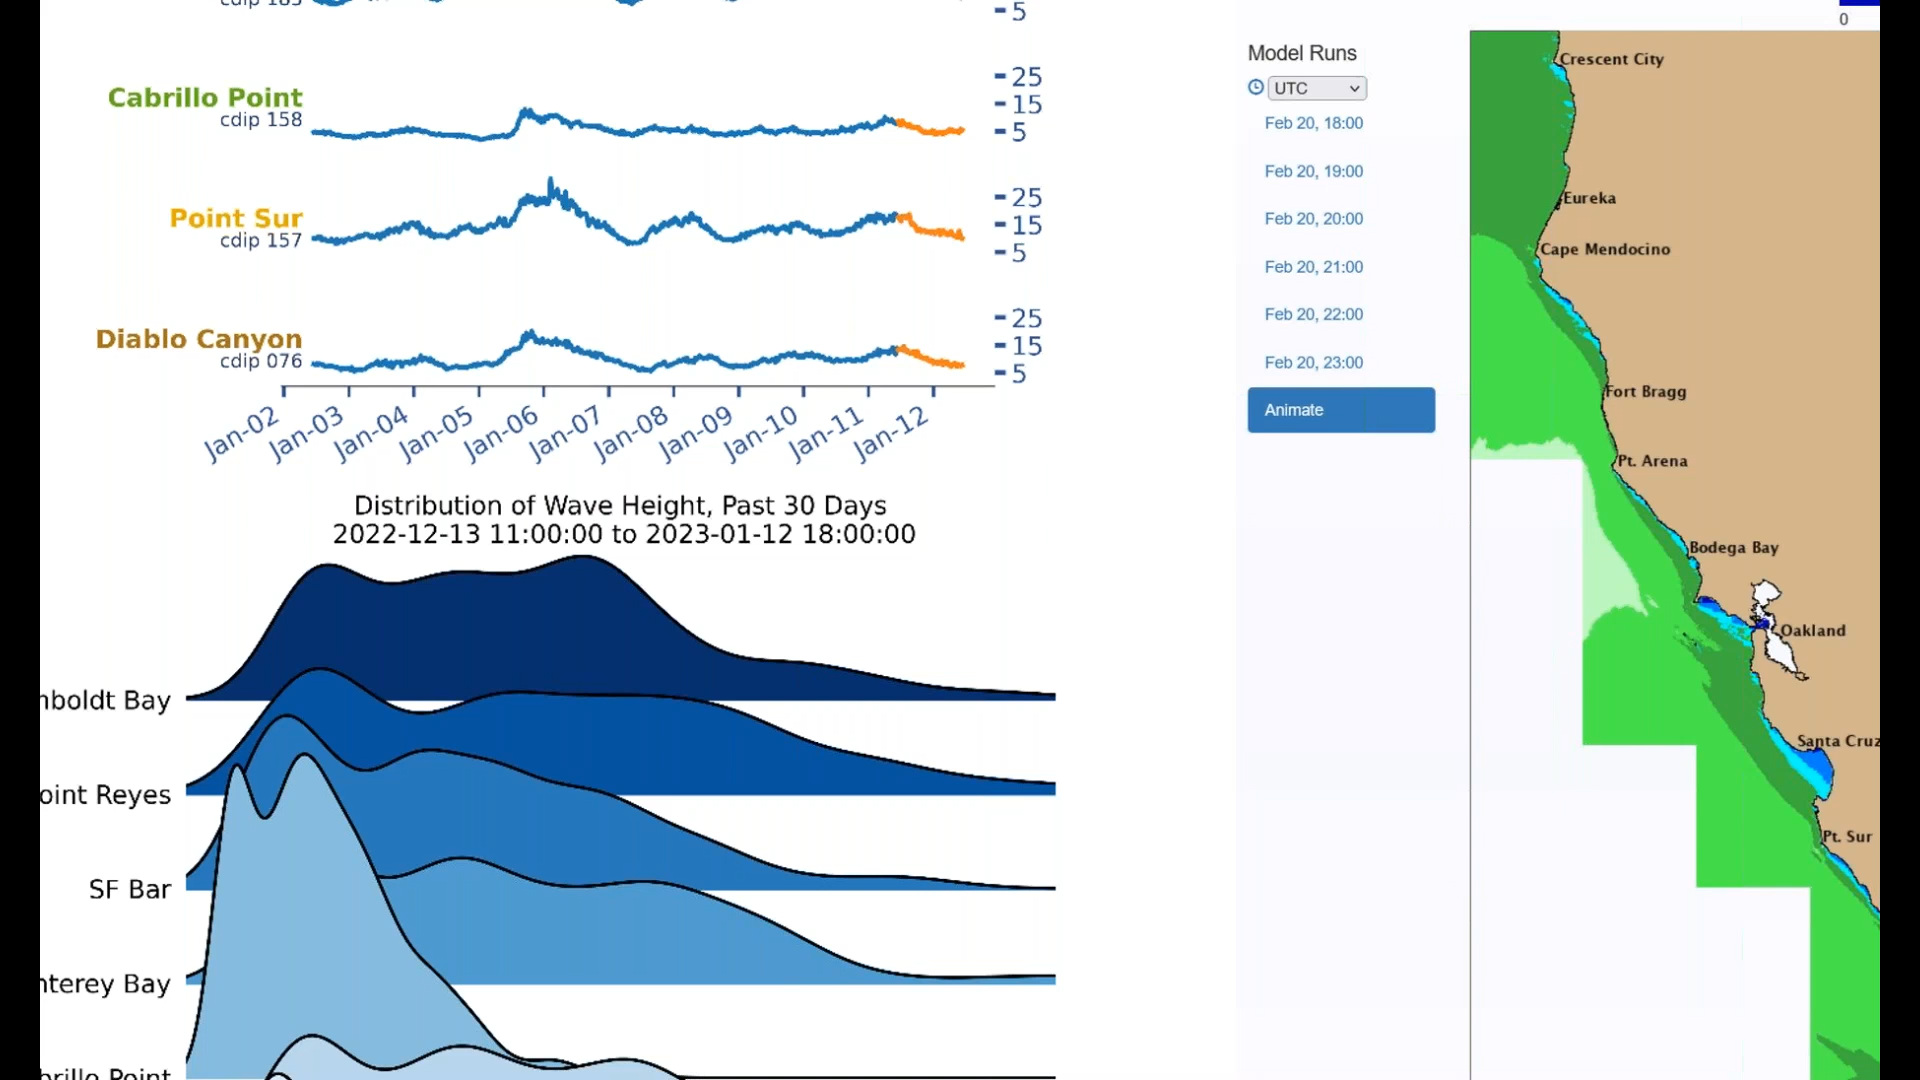 cdip 185
5
Cabrillo Point
cdip 158
25
15
5
Point Sur
cdip 157
25
15
5
Diablo Canyon
cdip 076
25
15
5
Jan-02
Jan-03
Jan-04
Jan-05
Jan-06
Jan-07
Jan-08
Jan-09
Jan-10
Jan-11
Jan-12
Distribution of Wave Height, Past 30 Days
2022-12-13 11:00:00 to 2023-01-12 18:00:00
mboldt Bay
oint Reyes
SF Bar
nterey Bay
brillo Point
Model Runs
UTC
Feb 20, 18:00
Feb 20, 19:00
Feb 20, 20:00
Feb 20, 21:00
Feb 20, 22:00
Feb 20, 23:00
Animate
0
Crescent City
Eureka
Cape Mendocino
Fort Bragg
Pt. Arena
Bodega Bay
Oakland
Santa Cruz
Pt. Sur